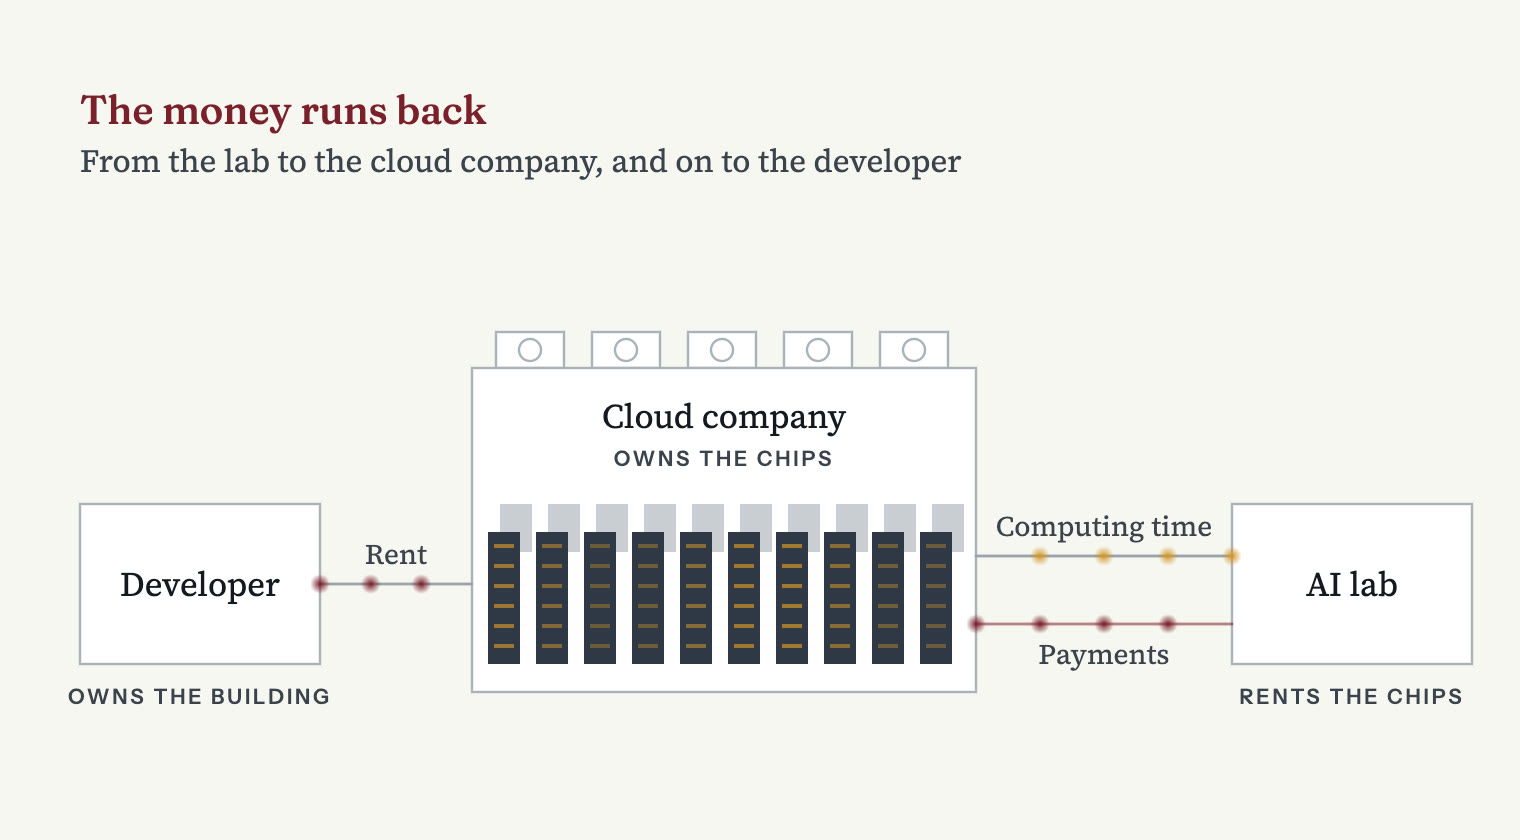 The money runs back
From the lab to the cloud company, and on to the developer
Cloud company
OWNS THE CHIPS
Developer
OWNS THE BUILDING
Rent
Computing time
Payments
AI lab
RENTS THE CHIPS